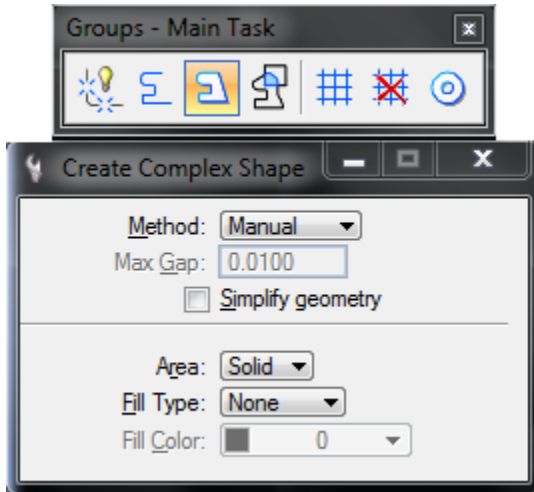 Groups - Main Task
Create Complex Shape
Method: Manual
Max Gap: 0.0100
Simplify geometry
Area: Solid
Fill Type: None
Fill Color: 0